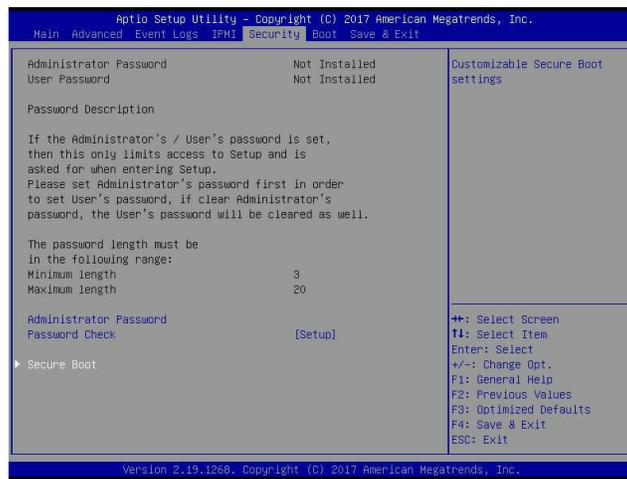 Aptio Setup Utility – Copyright (C) 2017 American Megatrends, Inc.
Main Advanced Event Logs IPMI Security Boot Save & Exit
Administrator Password Not Installed
User Password Not Installed
Password Description
If the Administrator's / User's password is set,
then this only limits access to Setup and is
asked for when entering Setup.
Please set Administrator's password first in order
to set User's password, if clear Administrator's
password, the User's password will be cleared as well.
The password length must be
in the following range:
Minimum length 3
Maximum length 20
Administrator Password
Password Check [Setup]
▶ Secure Boot
Customizable Secure Boot
settings
→←: Select Screen
↑↓: Select Item
Enter: Select
+/-: Change Opt.
F1: General Help
F2: Previous Values
F3: Optimized Defaults
F4: Save & Exit
ESC: Exit
Version 2.19.1268. Copyright (C) 2017 American Megatrends, Inc.